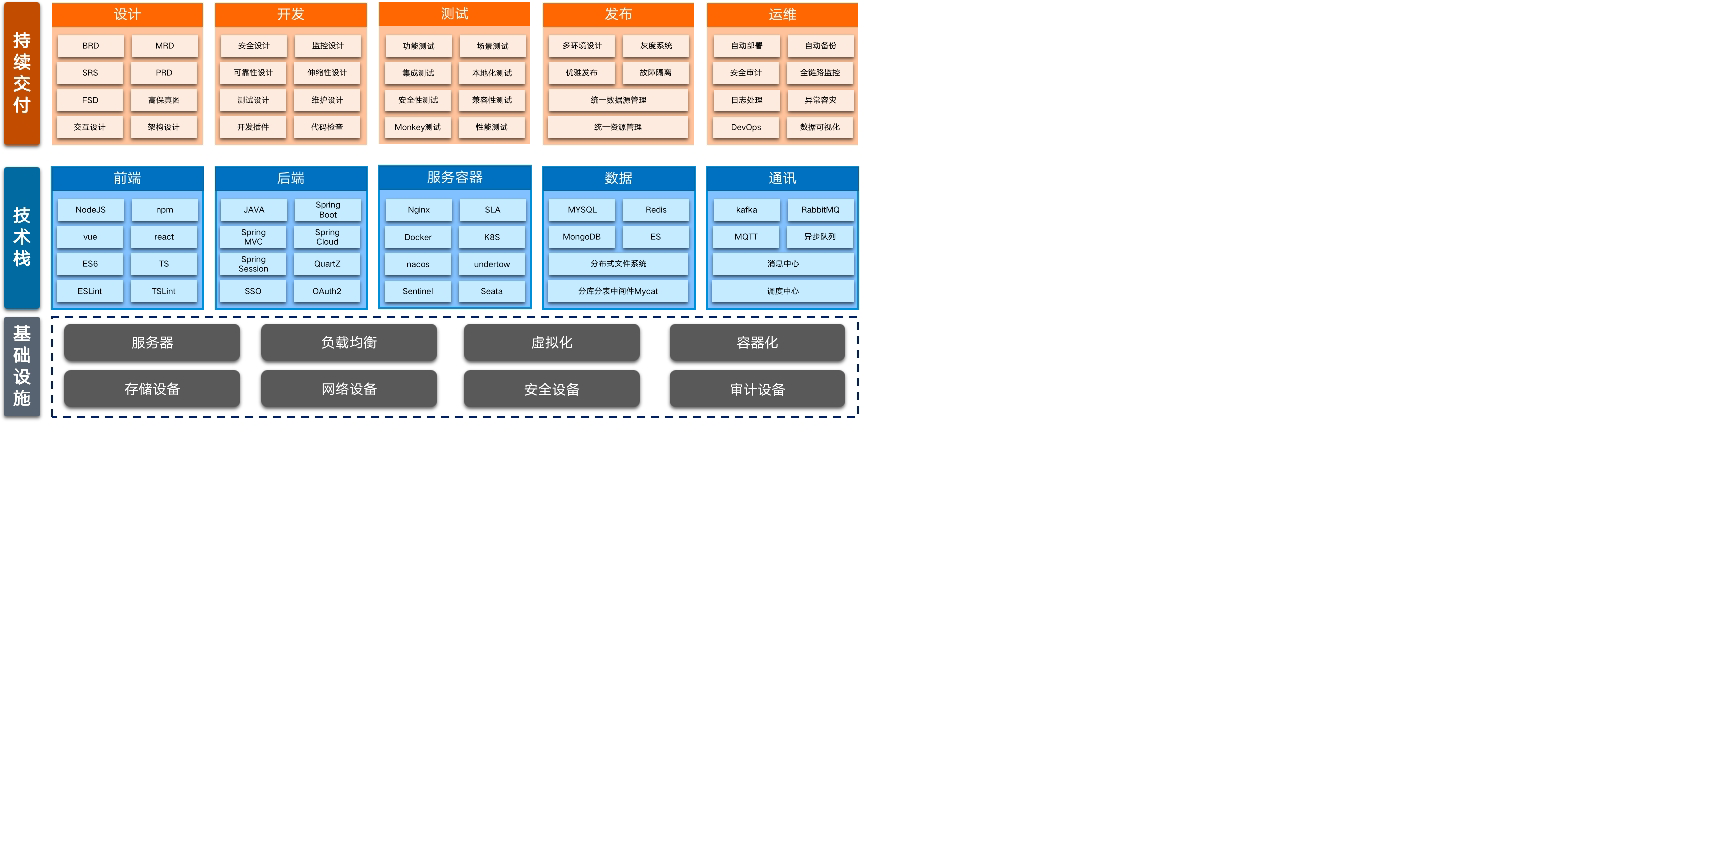 持续交付
设计
BRD
MRD
SRS
PRD
FSD
高保真图
交互设计
架构设计
开发
安全设计
监控设计
可靠性设计
伸缩性设计
测试设计
维护设计
开发插件
代码检查
测试
功能测试
场景测试
集成测试
本地化测试
安全性测试
兼容性测试
Monkey测试
性能测试
发布
多环境设计
灰度系统
优雅发布
故障隔离
统一数据源管理
统一资源管理
运维
自动部署
自动备份
安全审计
全链路监控
日志处理
异常容灾
DevOps
数据可视化
技术栈
前端
NodeJS
npm
vue
react
ES6
TS
ESLint
TSLint
后端
JAVA
Spring
Boot
Spring
MVC
Spring
Cloud
Spring
Session
QuartZ
SSO
OAuth2
服务容器
Nginx
SLA
Docker
K8S
nacos
undertow
Sentinel
Seata
数据
MYSQL
Redis
MongoDB
ES
分布式文件系统
分库分表中间件Mycat
通讯
kafka
RabbitMQ
MQTT
异步队列
消息中心
调度中心
基础设施
服务器
负载均衡
虚拟化
容器化
存储设备
网络设备
安全设备
审计设备